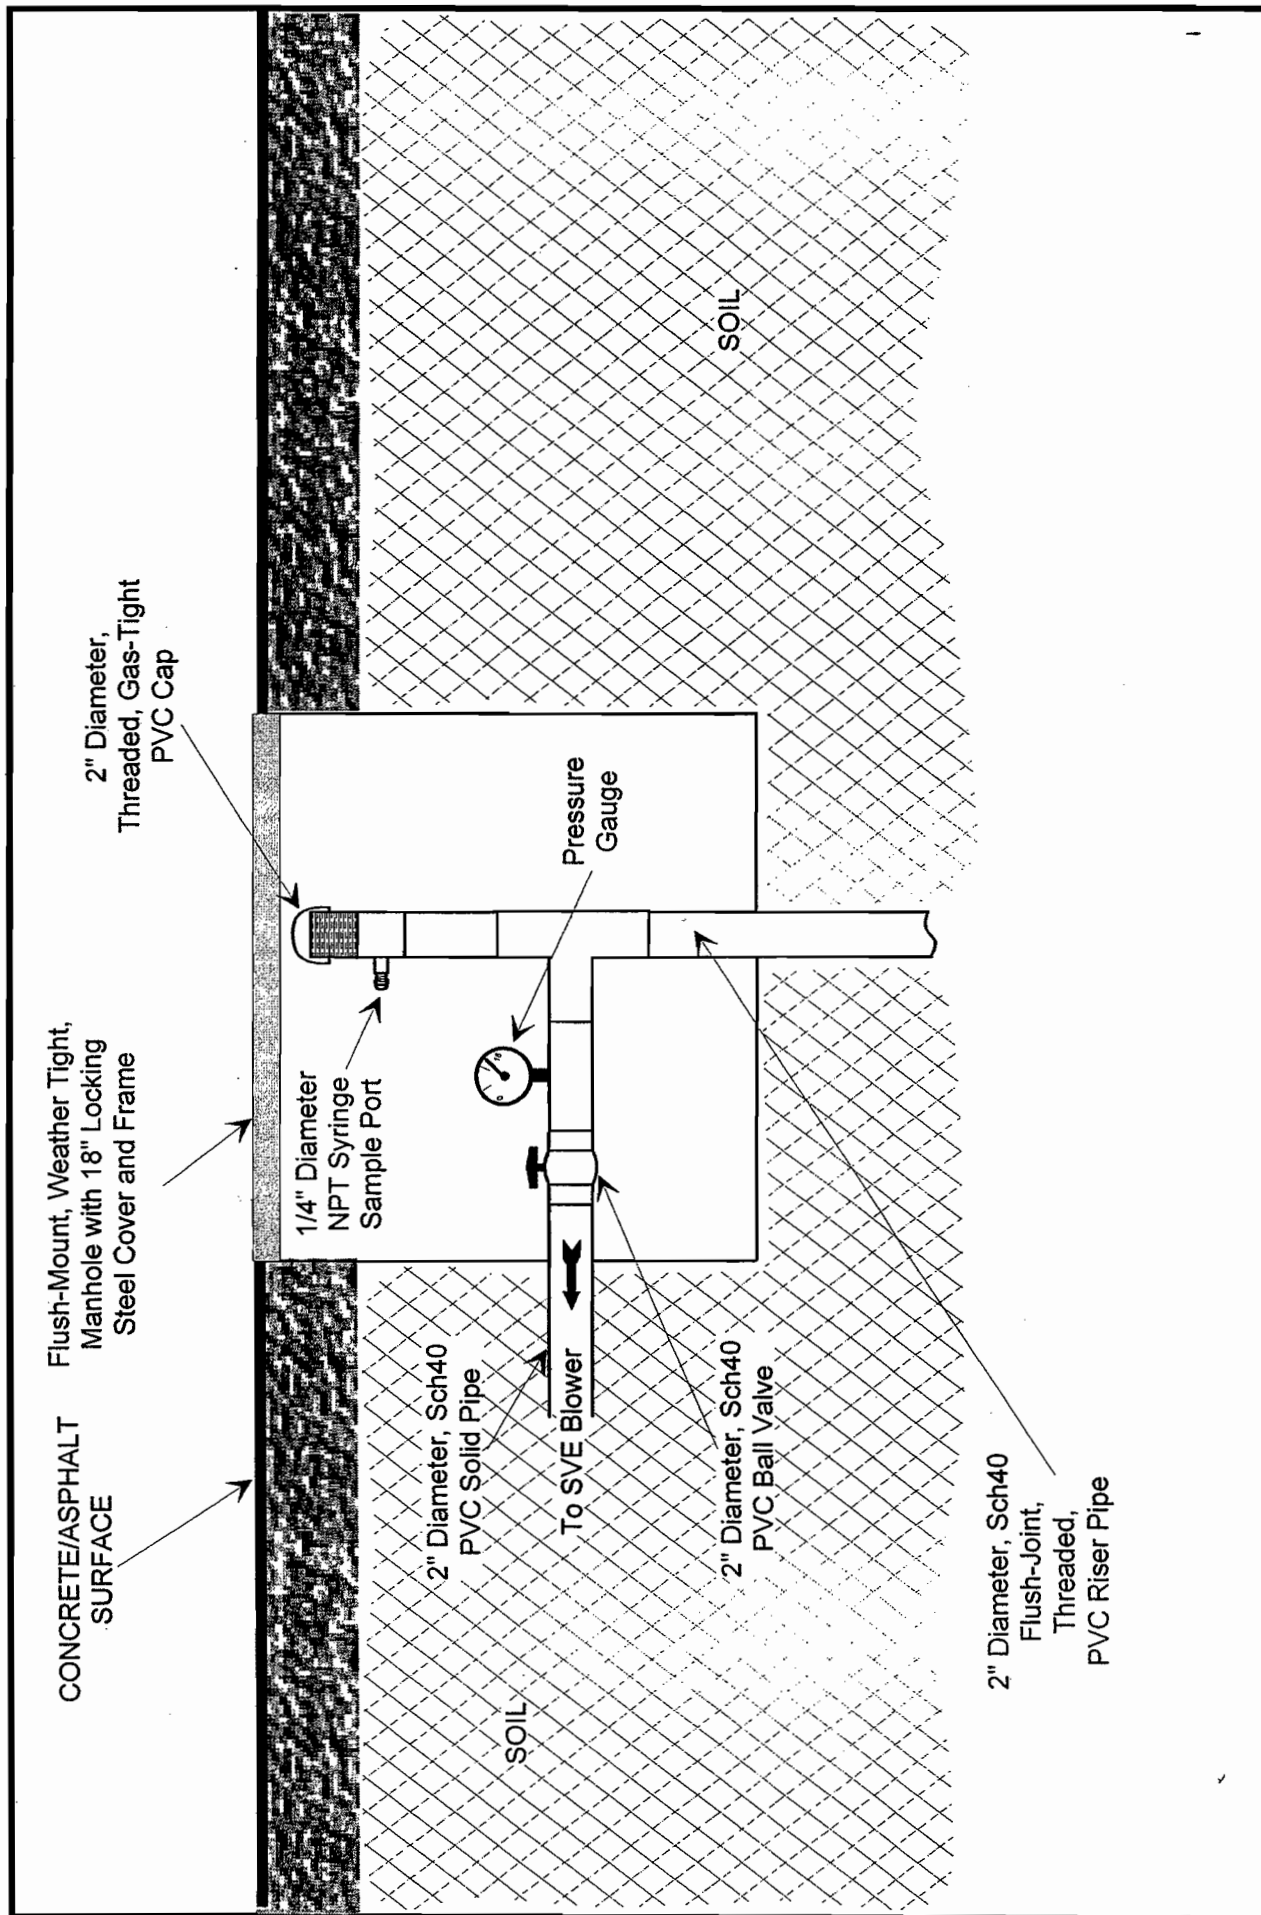 CONCRETE/ASPHALT
SURFACE
Flush-Mount, Weather Tight,
Manhole with 18" Locking
Steel Cover and Frame
2" Diameter,
Threaded, Gas-Tight
PVC Cap
1/4" Diameter
NPT Syringe
Sample Port
Pressure
Gauge
0
18
2" Diameter, Sch40
PVC Solid Pipe
To SVE Blower
2" Diameter, Sch40
PVC Ball Valve
SOIL
SOIL
2" Diameter, Sch40
Flush-Joint,
Threaded,
PVC Riser Pipe